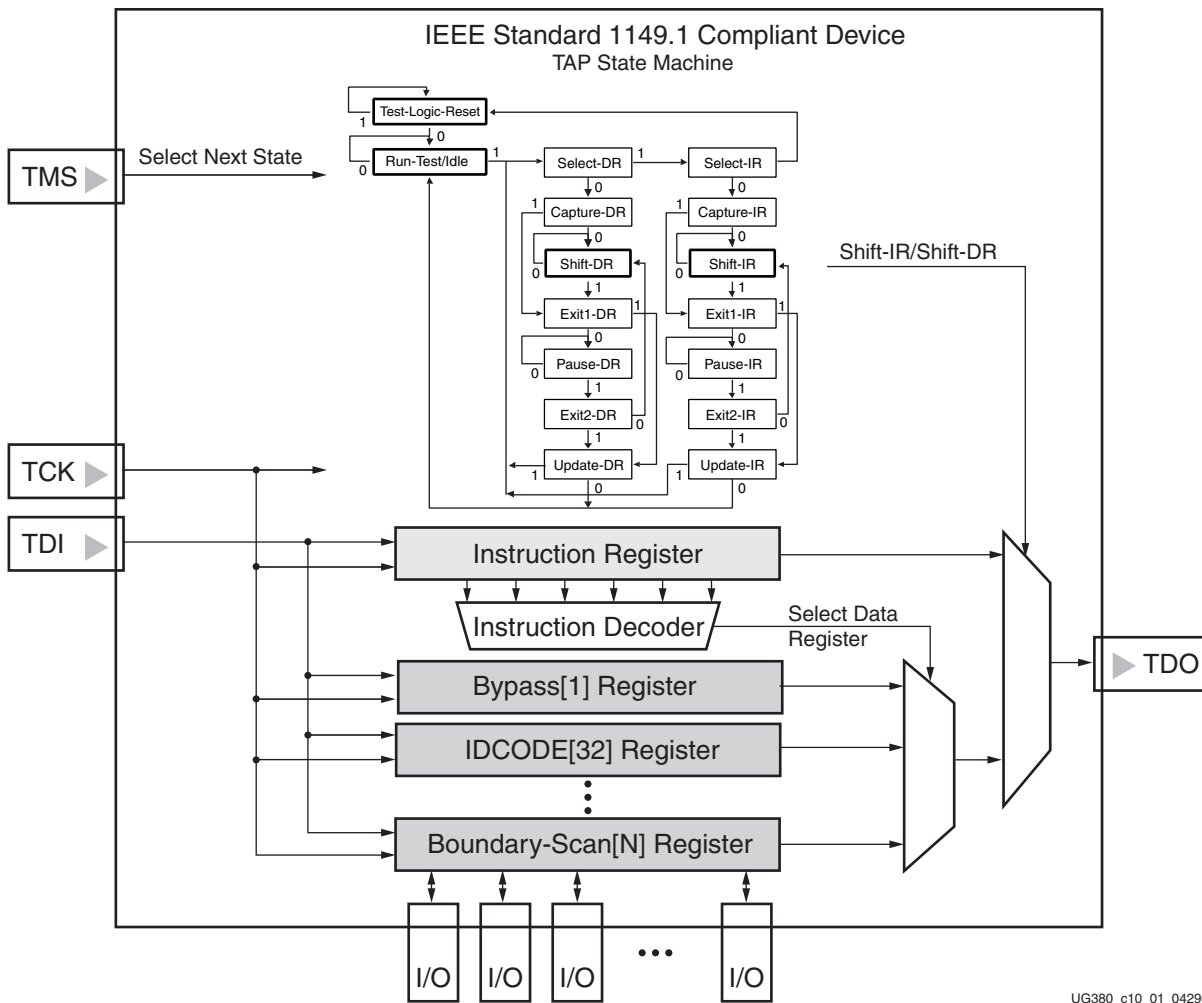 IEEE Standard 1149.1 Compliant Device
TAP State Machine
Test-Logic-Reset
1
0
TMS
Select Next State
Run-Test/Idle
0
1
Select-DR
1
Select-IR
0
0
1
Capture-DR
1
Capture-IR
0
0
Shift-DR
0
Shift-IR
0
Shift-IR/Shift-DR
1
1
Exit1-DR
1
Exit1-IR
1
0
0
Pause-DR
0
Pause-IR
0
1
1
Exit2-DR
0
Exit2-IR
0
1
1
TCK
Update-DR
1
Update-IR
1
0
0
TDI
Instruction Register
Instruction Decoder
Select Data
Register
Bypass[1] Register
TDO
IDCODE[32] Register
Boundary-Scan[N] Register
I/O
I/O
I/O
I/O
UG380_c10_01_0429